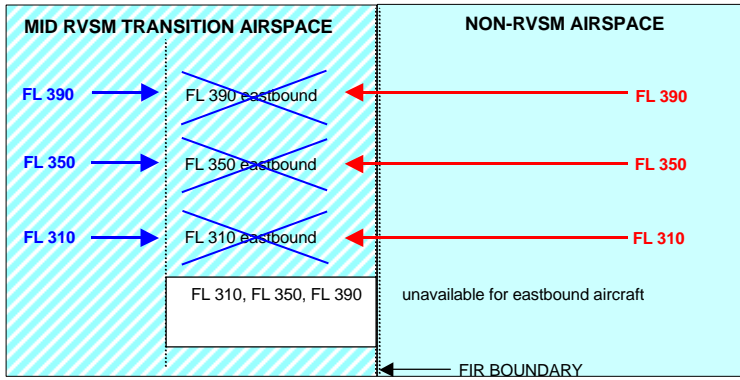 MID RVSM TRANSITION AIRSPACE
NON-RVSM AIRSPACE
FL 390
FL 390 eastbound
FL 390
FL 350
FL 350 eastbound
FL 350
FL 310
FL 310 eastbound
FL 310
FL 310, FL 350, FL 390 unavailable for eastbound aircraft
FIR BOUNDARY